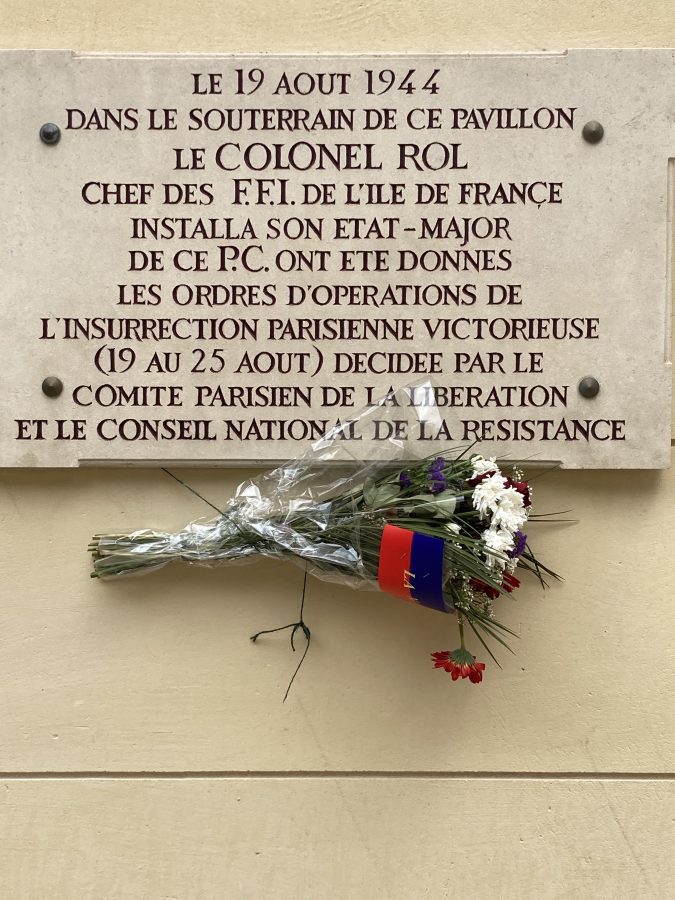 LE 19 AOUT 1944
DANS LE SOUTERRAIN DE CE PAVILLON
LE COLONEL ROL
CHEF DES F.F.I. DE L'ILE DE FRANÇE
INSTALLA SON ETAT-MAJOR
DE CE P.C. ONT ETE DONNES
LES ORDRES D'OPERATIONS DE
L'INSURRECTION PARISIENNE VICTORIEUSE
(19 AU 25 AOUT) DECIDEE PAR LE
COMITE PARISIEN DE LA LIBERATION
ET LE CONSEIL NATIONAL DE LA RESISTANCE
LA